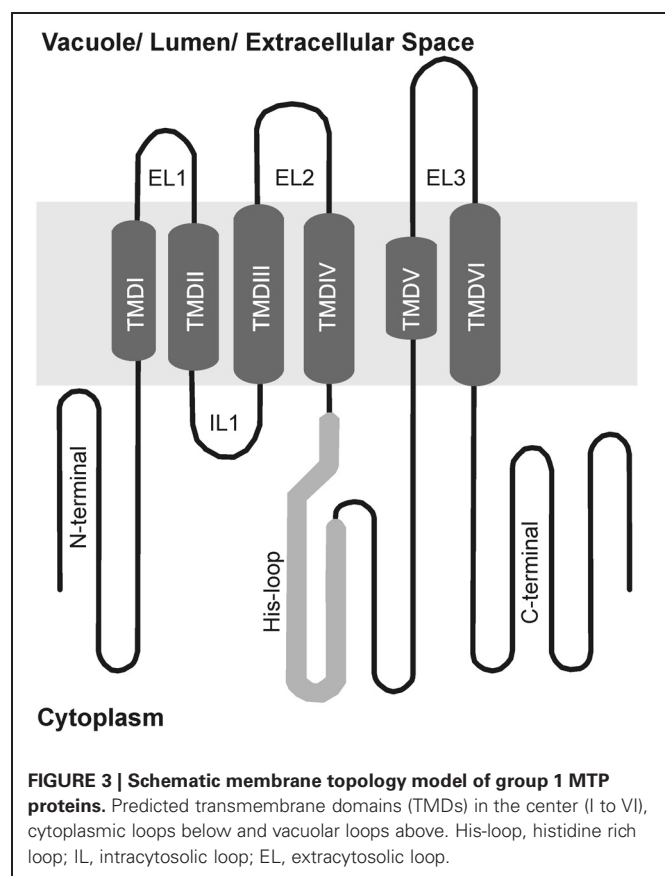 Vacuole/ Lumen/ Extracellular Space
EL1
EL2
EL3
TMDI
TMDII
TMDIII
TMDIV
TMDV
TMDVI
IL1
N-terminal
His-loop
C-terminal
Cytoplasm
FIGURE 3 | Schematic membrane topology model of group 1 MTP
proteins. Predicted transmembrane domains (TMDs) in the center (I to VI),
cytoplasmic loops below and vacuolar loops above. His-loop, histidine rich
loop; IL, intracytosolic loop; EL, extracytosolic loop.